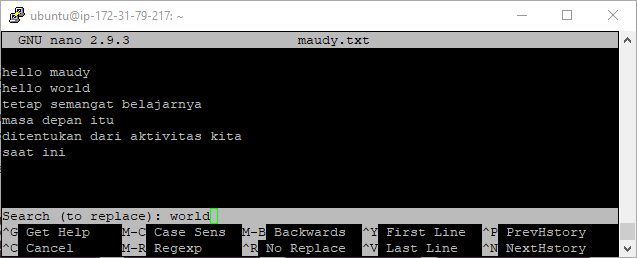 ubuntu@ip-172-31-79-217: ~
GNU nano 2.9.3 maudy.txt
hello maudy
hello world
tetap semangat belajarnya
masa depan itu
ditentukan dari aktivitas kita
saat ini
Search (to replace): world
^G Get Help M-C Case Sens M-B Backwards ^Y First Line ^P PrevHstory
^C Cancel M-R Regexp ^R No Replace ^V Last Line ^N NextHstory